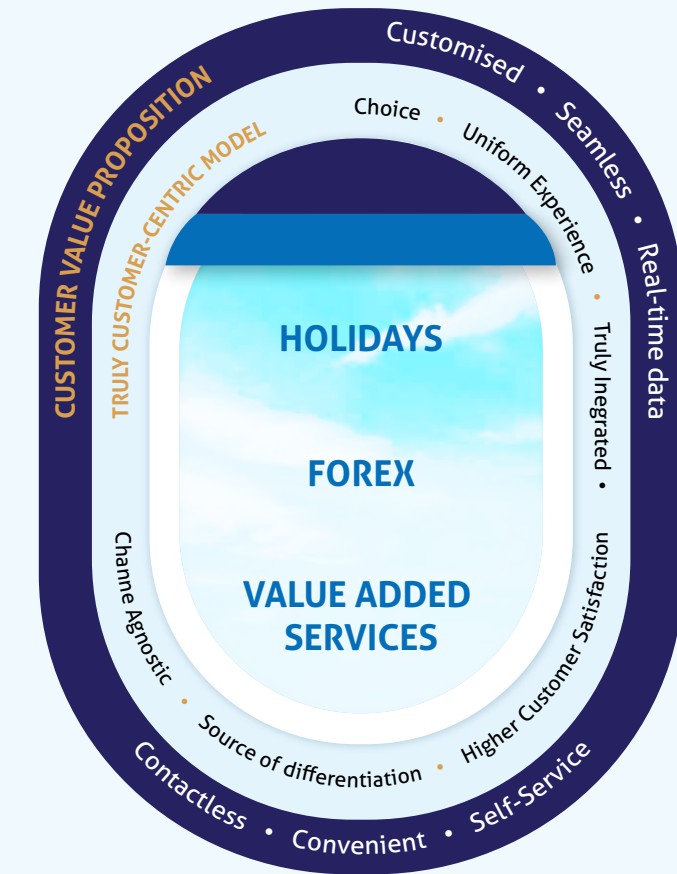 CUSTOMER VALUE PROPOSITION
Customised • Seamless • Real-time data
Contactless • Convenient • Self-Service
TRULY CUSTOMER-CENTRIC MODEL
Choice • Uniform Experience • Truly Inegrated •
Channe Agnostic • Source of differentiation • Higher Customer Satisfaction
HOLIDAYS
FOREX
VALUE ADDED
SERVICES